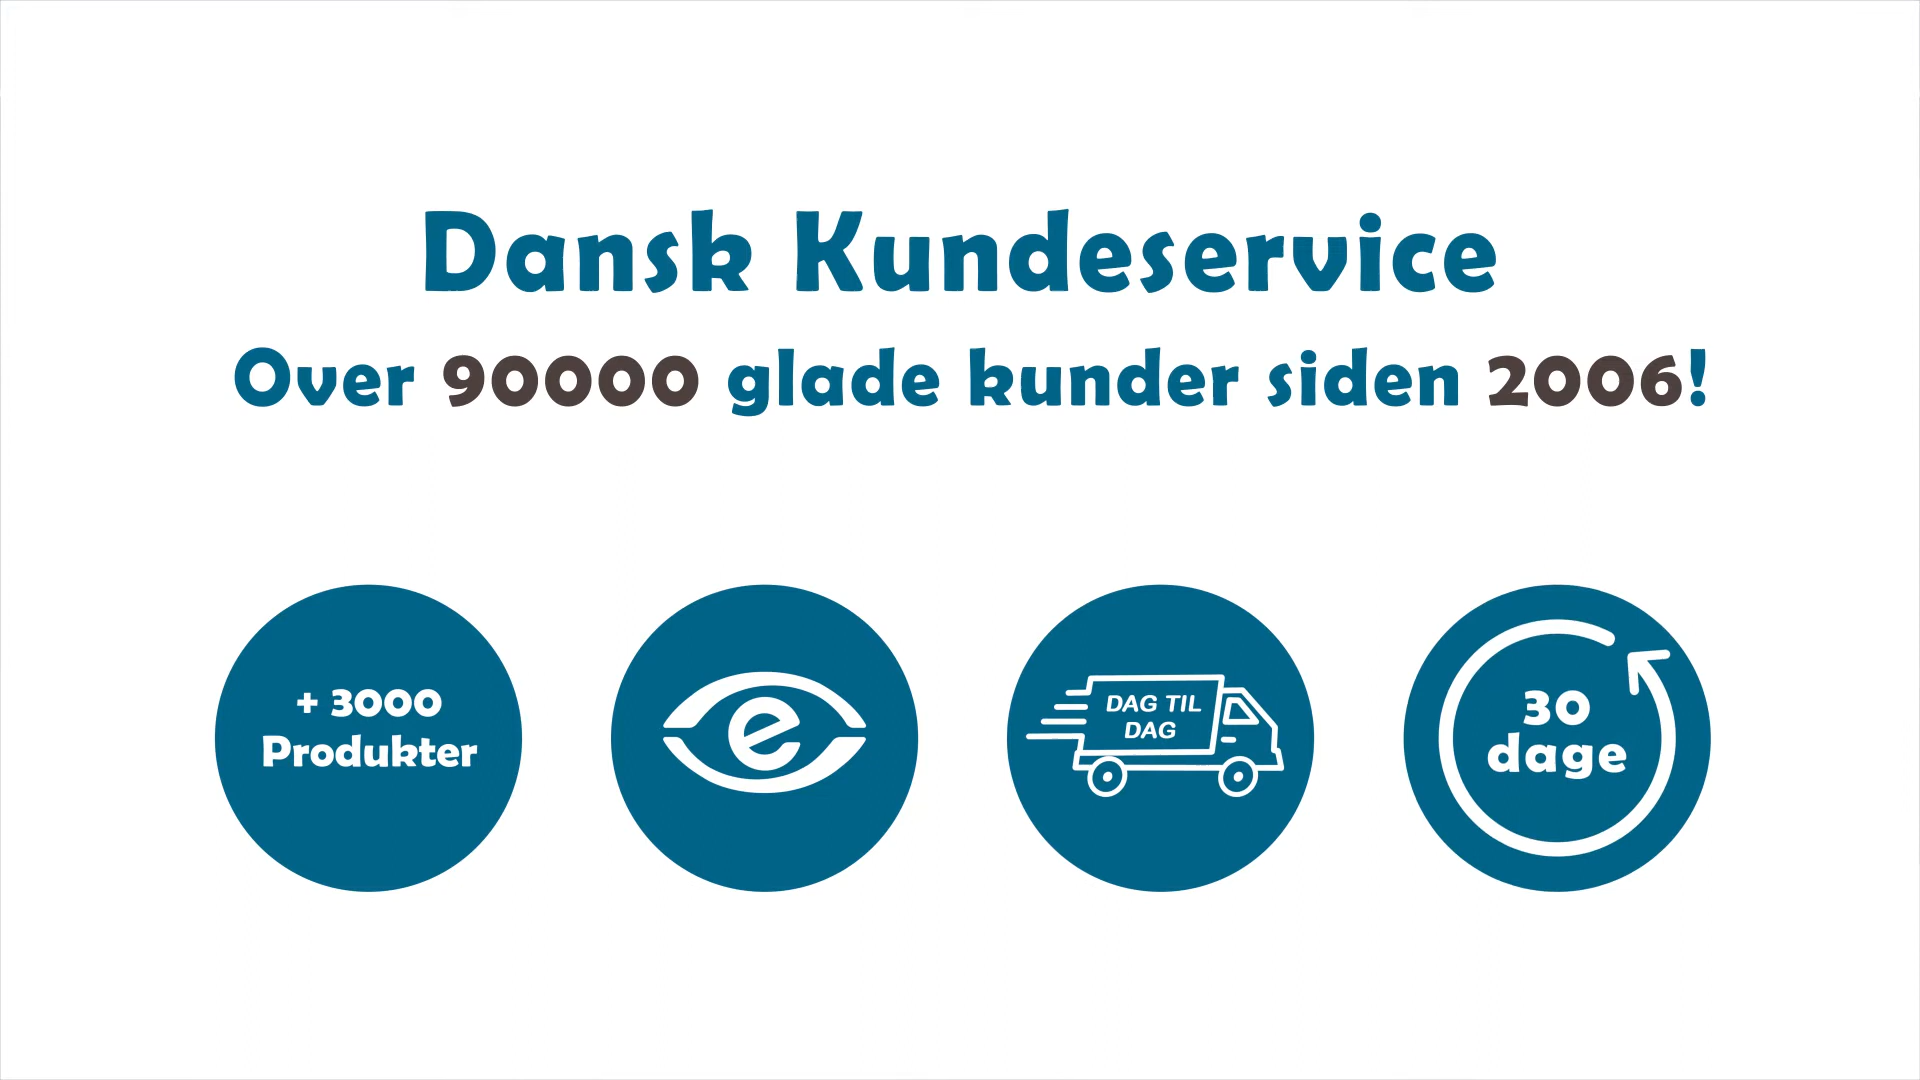 Dansk Kundeservice
Over 90000 glade kunder siden 2006!
+ 3000
Produkter
e
DAG TIL
DAG
30
dage